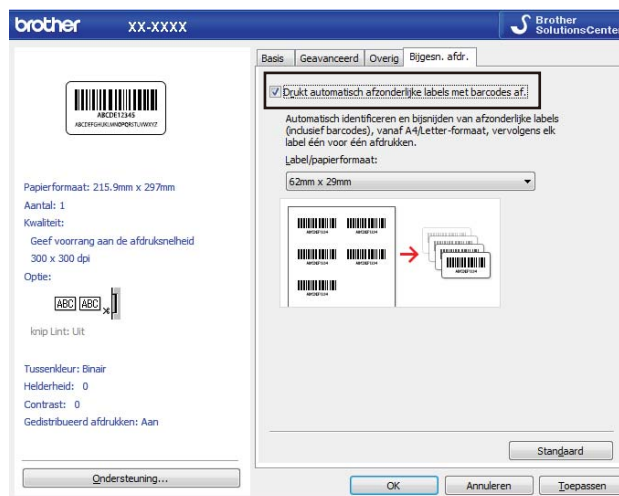 brother XX-XXXX
Brother
SolutionsCenter
Basis Geavanceerd Overig Bijgesn. afdr.
Drukt automatisch afzonderlijke labels met barcodes af.
Automatisch identificeren en bijsnijden van afzonderlijke labels
(inclusief barcodes), vanaf A4/Letter-formaat, vervolgens elk
label één voor één afdrukken.
Label/papierformaat:
62mm x 29mm
ABCDE12345
Papierformaat: 215.9mm x 297mm
Aantal: 1
Kwaliteit:
Geef voorrang aan de afdruksnelheid
300 x 300 dpi
Optie:
ABC ABC
knip Lint: Uit
Tussenkleur: Binair
Helderheid: 0
Contrast: 0
Gedistribueerd afdrukken: Aan
Ondersteuning...
Standaard
OK Annuleren Toepassen